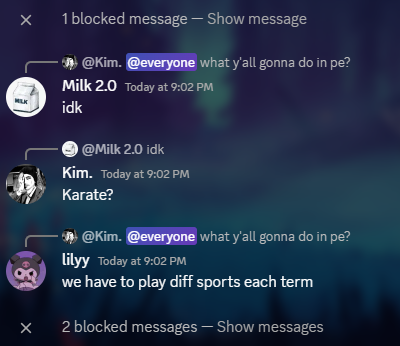 1 blocked message — Show message
@Kim. @everyone what y'all gonna do in pe?
Milk 2.0 Today at 9:02 PM
idk
@Milk 2.0 idk
Kim. Today at 9:02 PM
Karate?
@Kim. @everyone what y'all gonna do in pe?
lilyy Today at 9:02 PM
we have to play diff sports each term
2 blocked messages — Show messages
MILK